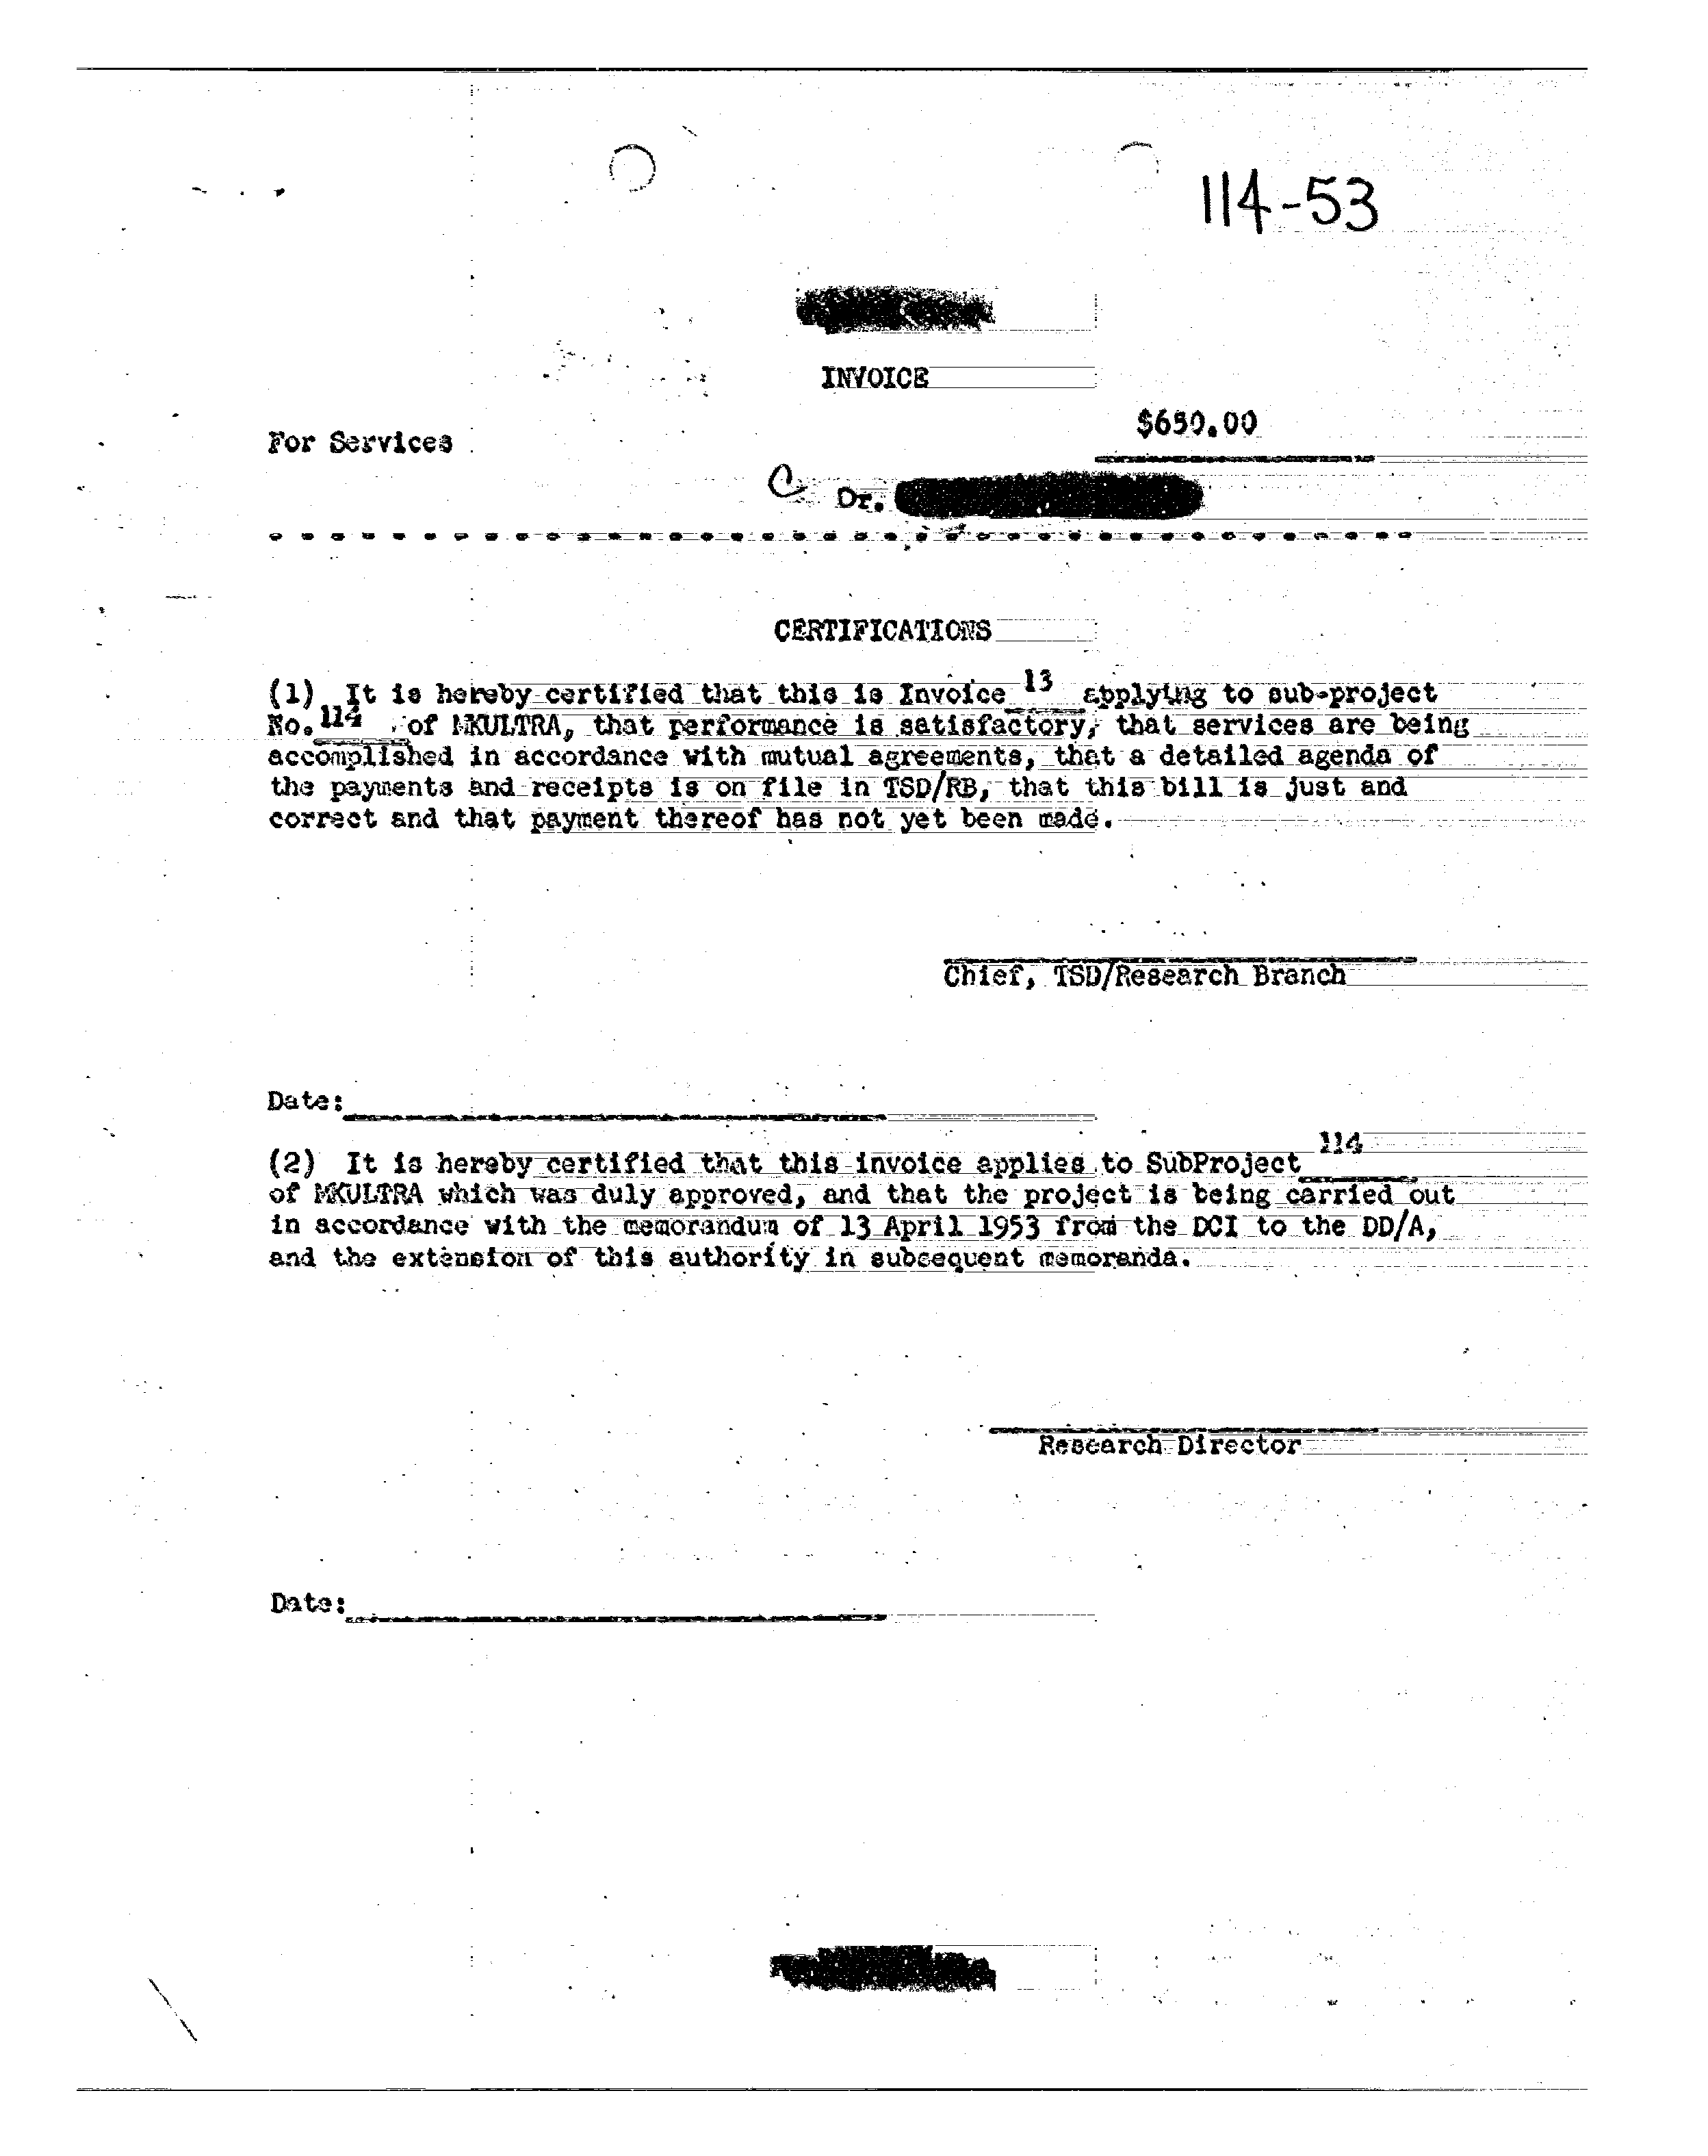 114-53
INVOICE
$650.00
For Services
C Dr.
CERTIFICATIONS
(1) It is hereby certified that this is Invoice 13 applying to sub-project
No. 114 of MKULTRA, that performance is satisfactory, that services are being
accomplished in accordance with mutual agreements, that a detailed agenda of
the payments and receipts is on file in TSD/RB, that this bill is just and
correct and that payment thereof has not yet been made.
Chief, TSD/Research Branch
Date:
(2) It is hereby certified that this invoice applies to SubProject 114
of MKULTRA which was duly approved, and that the project is being carried out
in accordance with the memorandum of 13 April 1953 from the DCI to the DD/A,
and the extension of this authority in subsequent memoranda.
Research Director
Date: